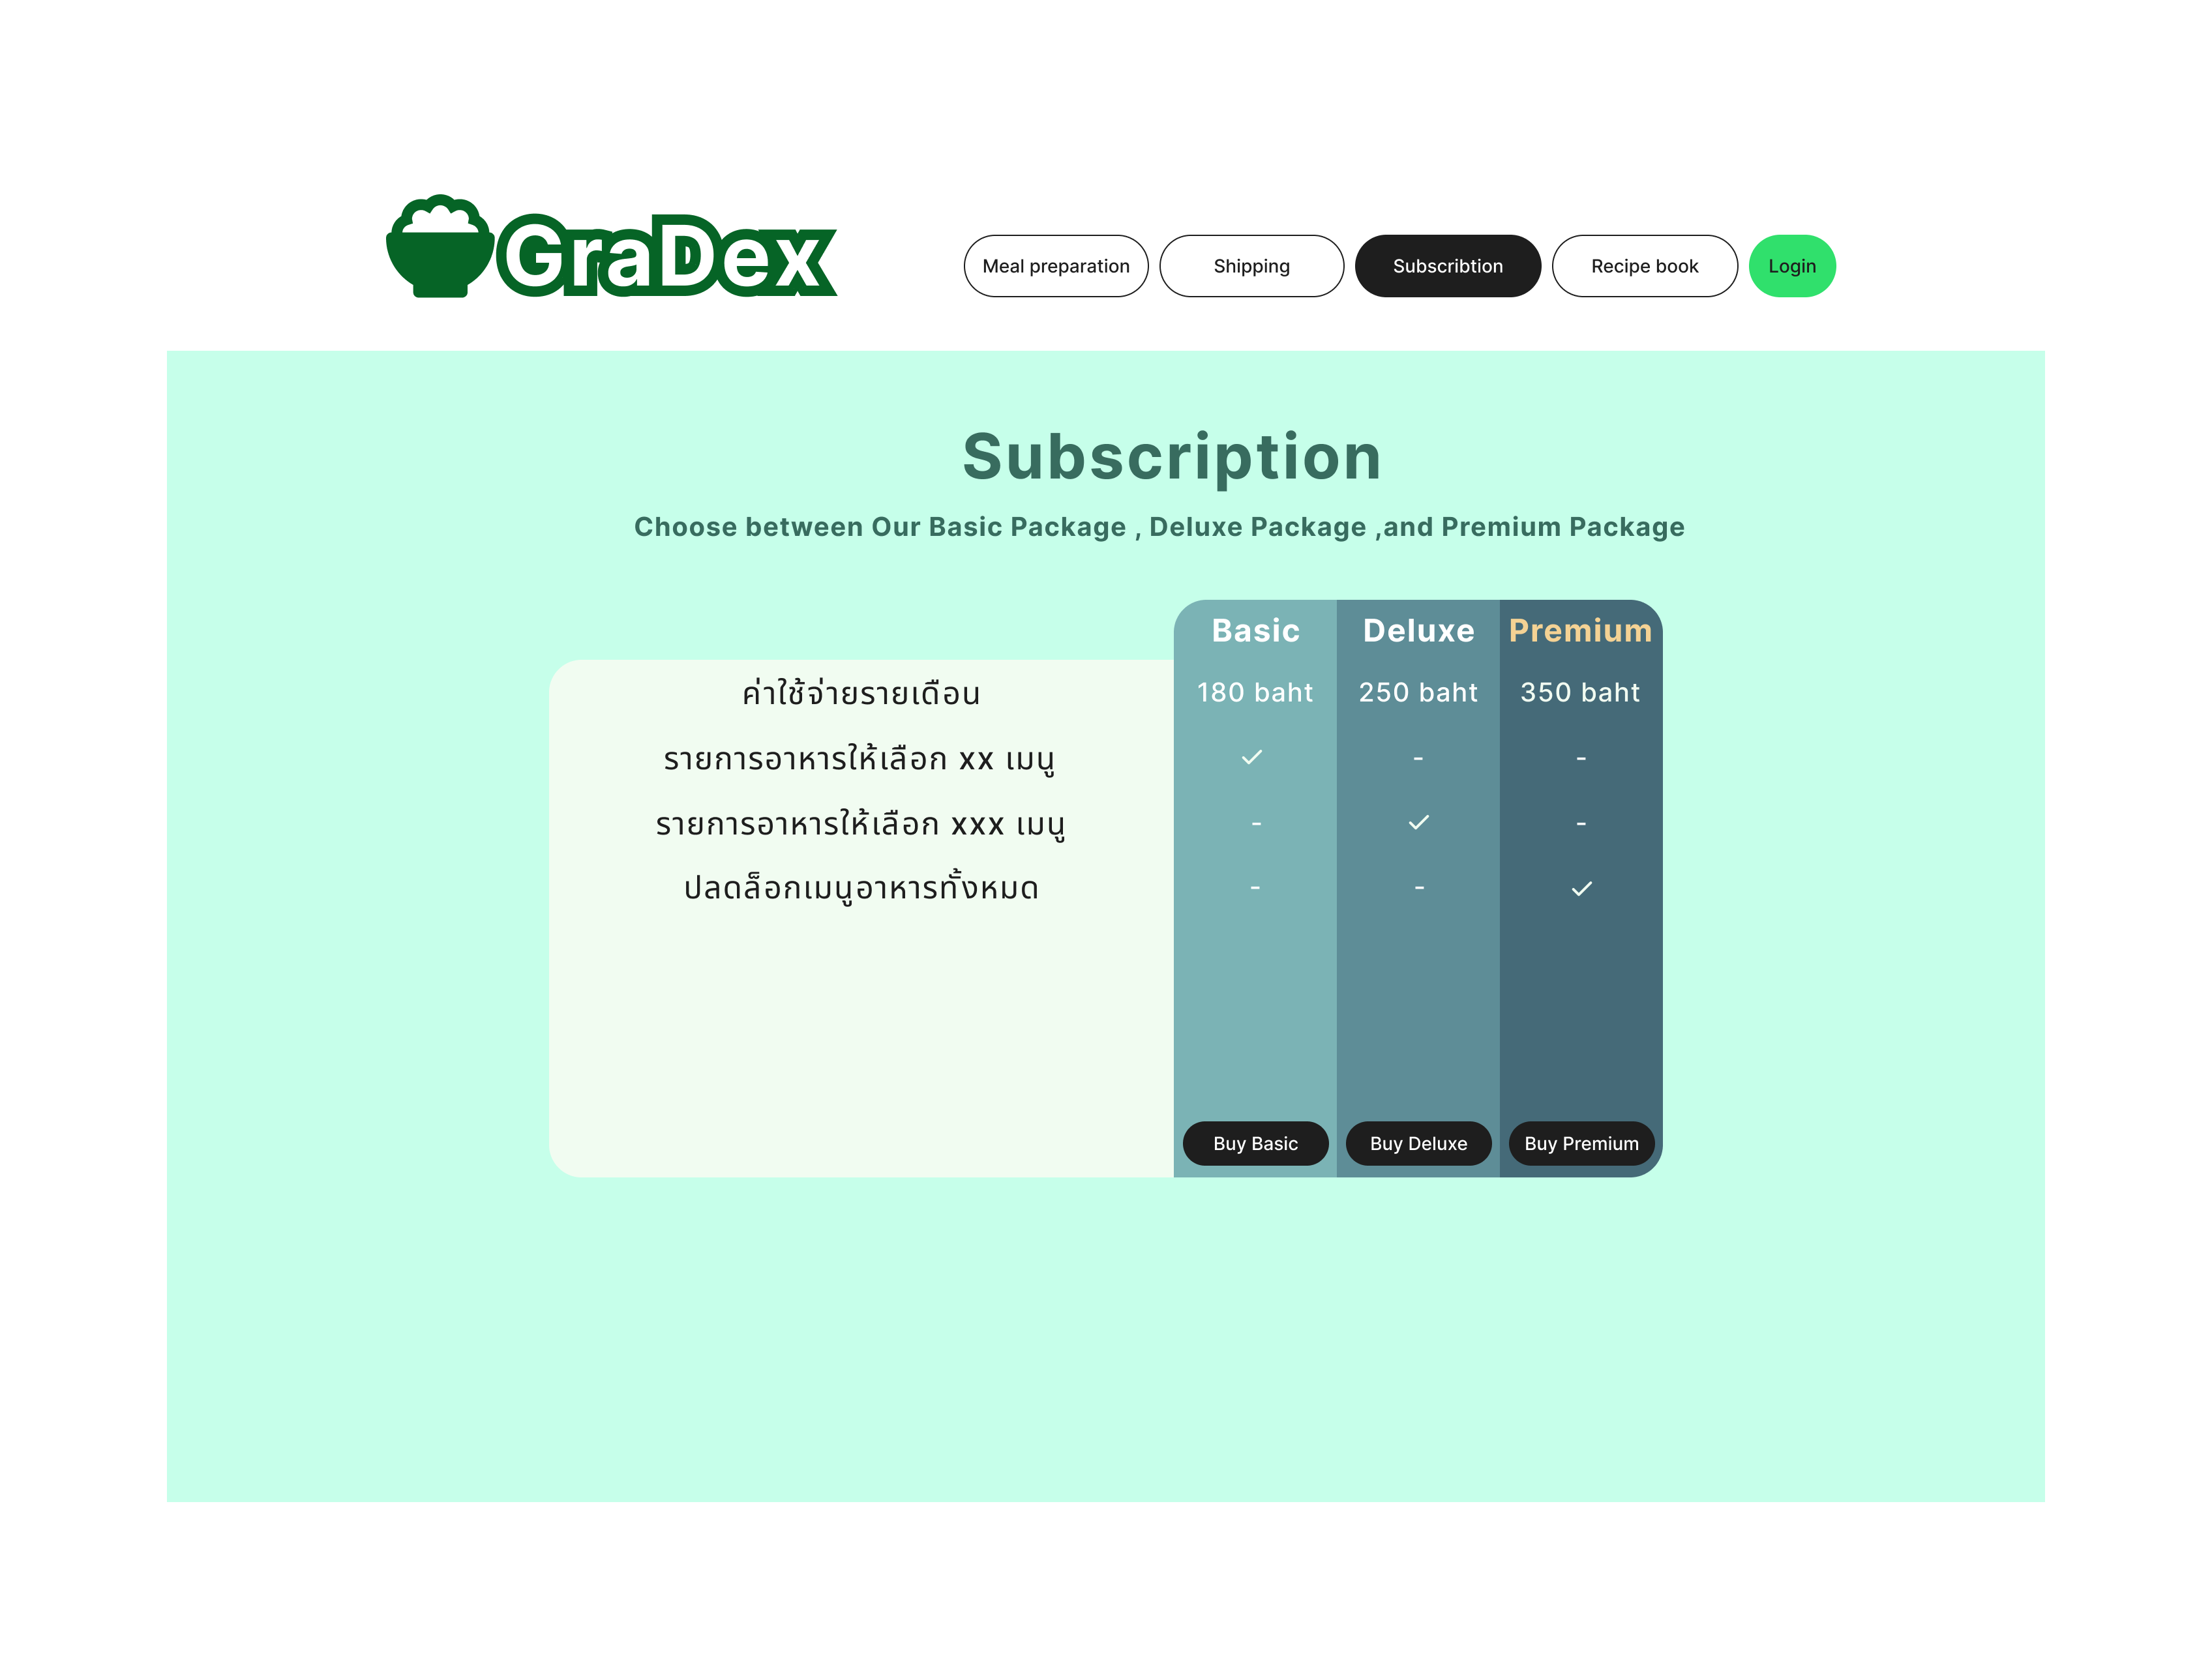 GraDex
Meal preparation
Shipping
Subscribtion
Recipe book
Login
Subscription
Choose between Our Basic Package , Deluxe Package ,and Premium Package
Basic Deluxe Premium
ค่าใช้จ่ายรายเดือน 180 baht 250 baht 350 baht
รายการอาหารให้เลือก xx เมนู - -
รายการอาหารให้เลือก xxx เมนู - -
ปลดล็อกเมนูอาหารทั้งหมด - -
Buy Basic Buy Deluxe Buy Premium